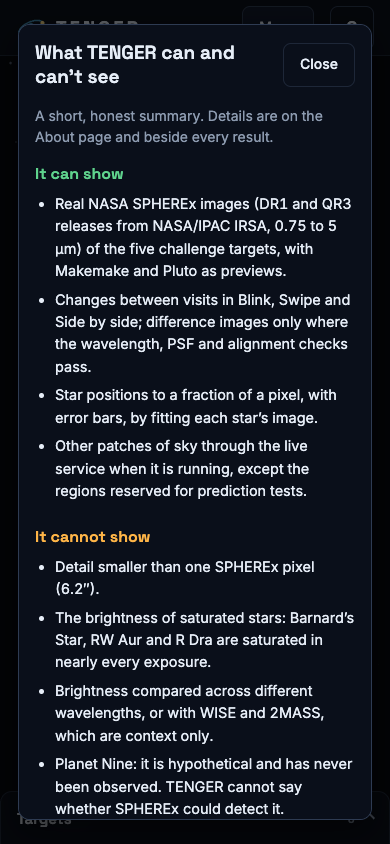 What TENGER can and
can't see
Close
A short, honest summary. Details are on the
About page and beside every result.
It can show
• Real NASA SPHEREx images (DR1 and QR3
releases from NASA/IPAC IRSA, 0.75 to 5
µm) of the five challenge targets, with
Makemake and Pluto as previews.
• Changes between visits in Blink, Swipe and
Side by side; difference images only where
the wavelength, PSF and alignment checks
pass.
• Star positions to a fraction of a pixel, with
error bars, by fitting each star's image.
• Other patches of sky through the live
service when it is running, except the
regions reserved for prediction tests.
It cannot show
• Detail smaller than one SPHEREx pixel
(6.2″).
• The brightness of saturated stars: Barnard's
Star, RW Aur and R Dra are saturated in
nearly every exposure.
• Brightness compared across different
wavelengths, or with WISE and 2MASS,
which are context only.
• Planet Nine: it is hypothetical and has never
been observed. TENGER cannot say
whether SPHEREx could detect it.
Targets